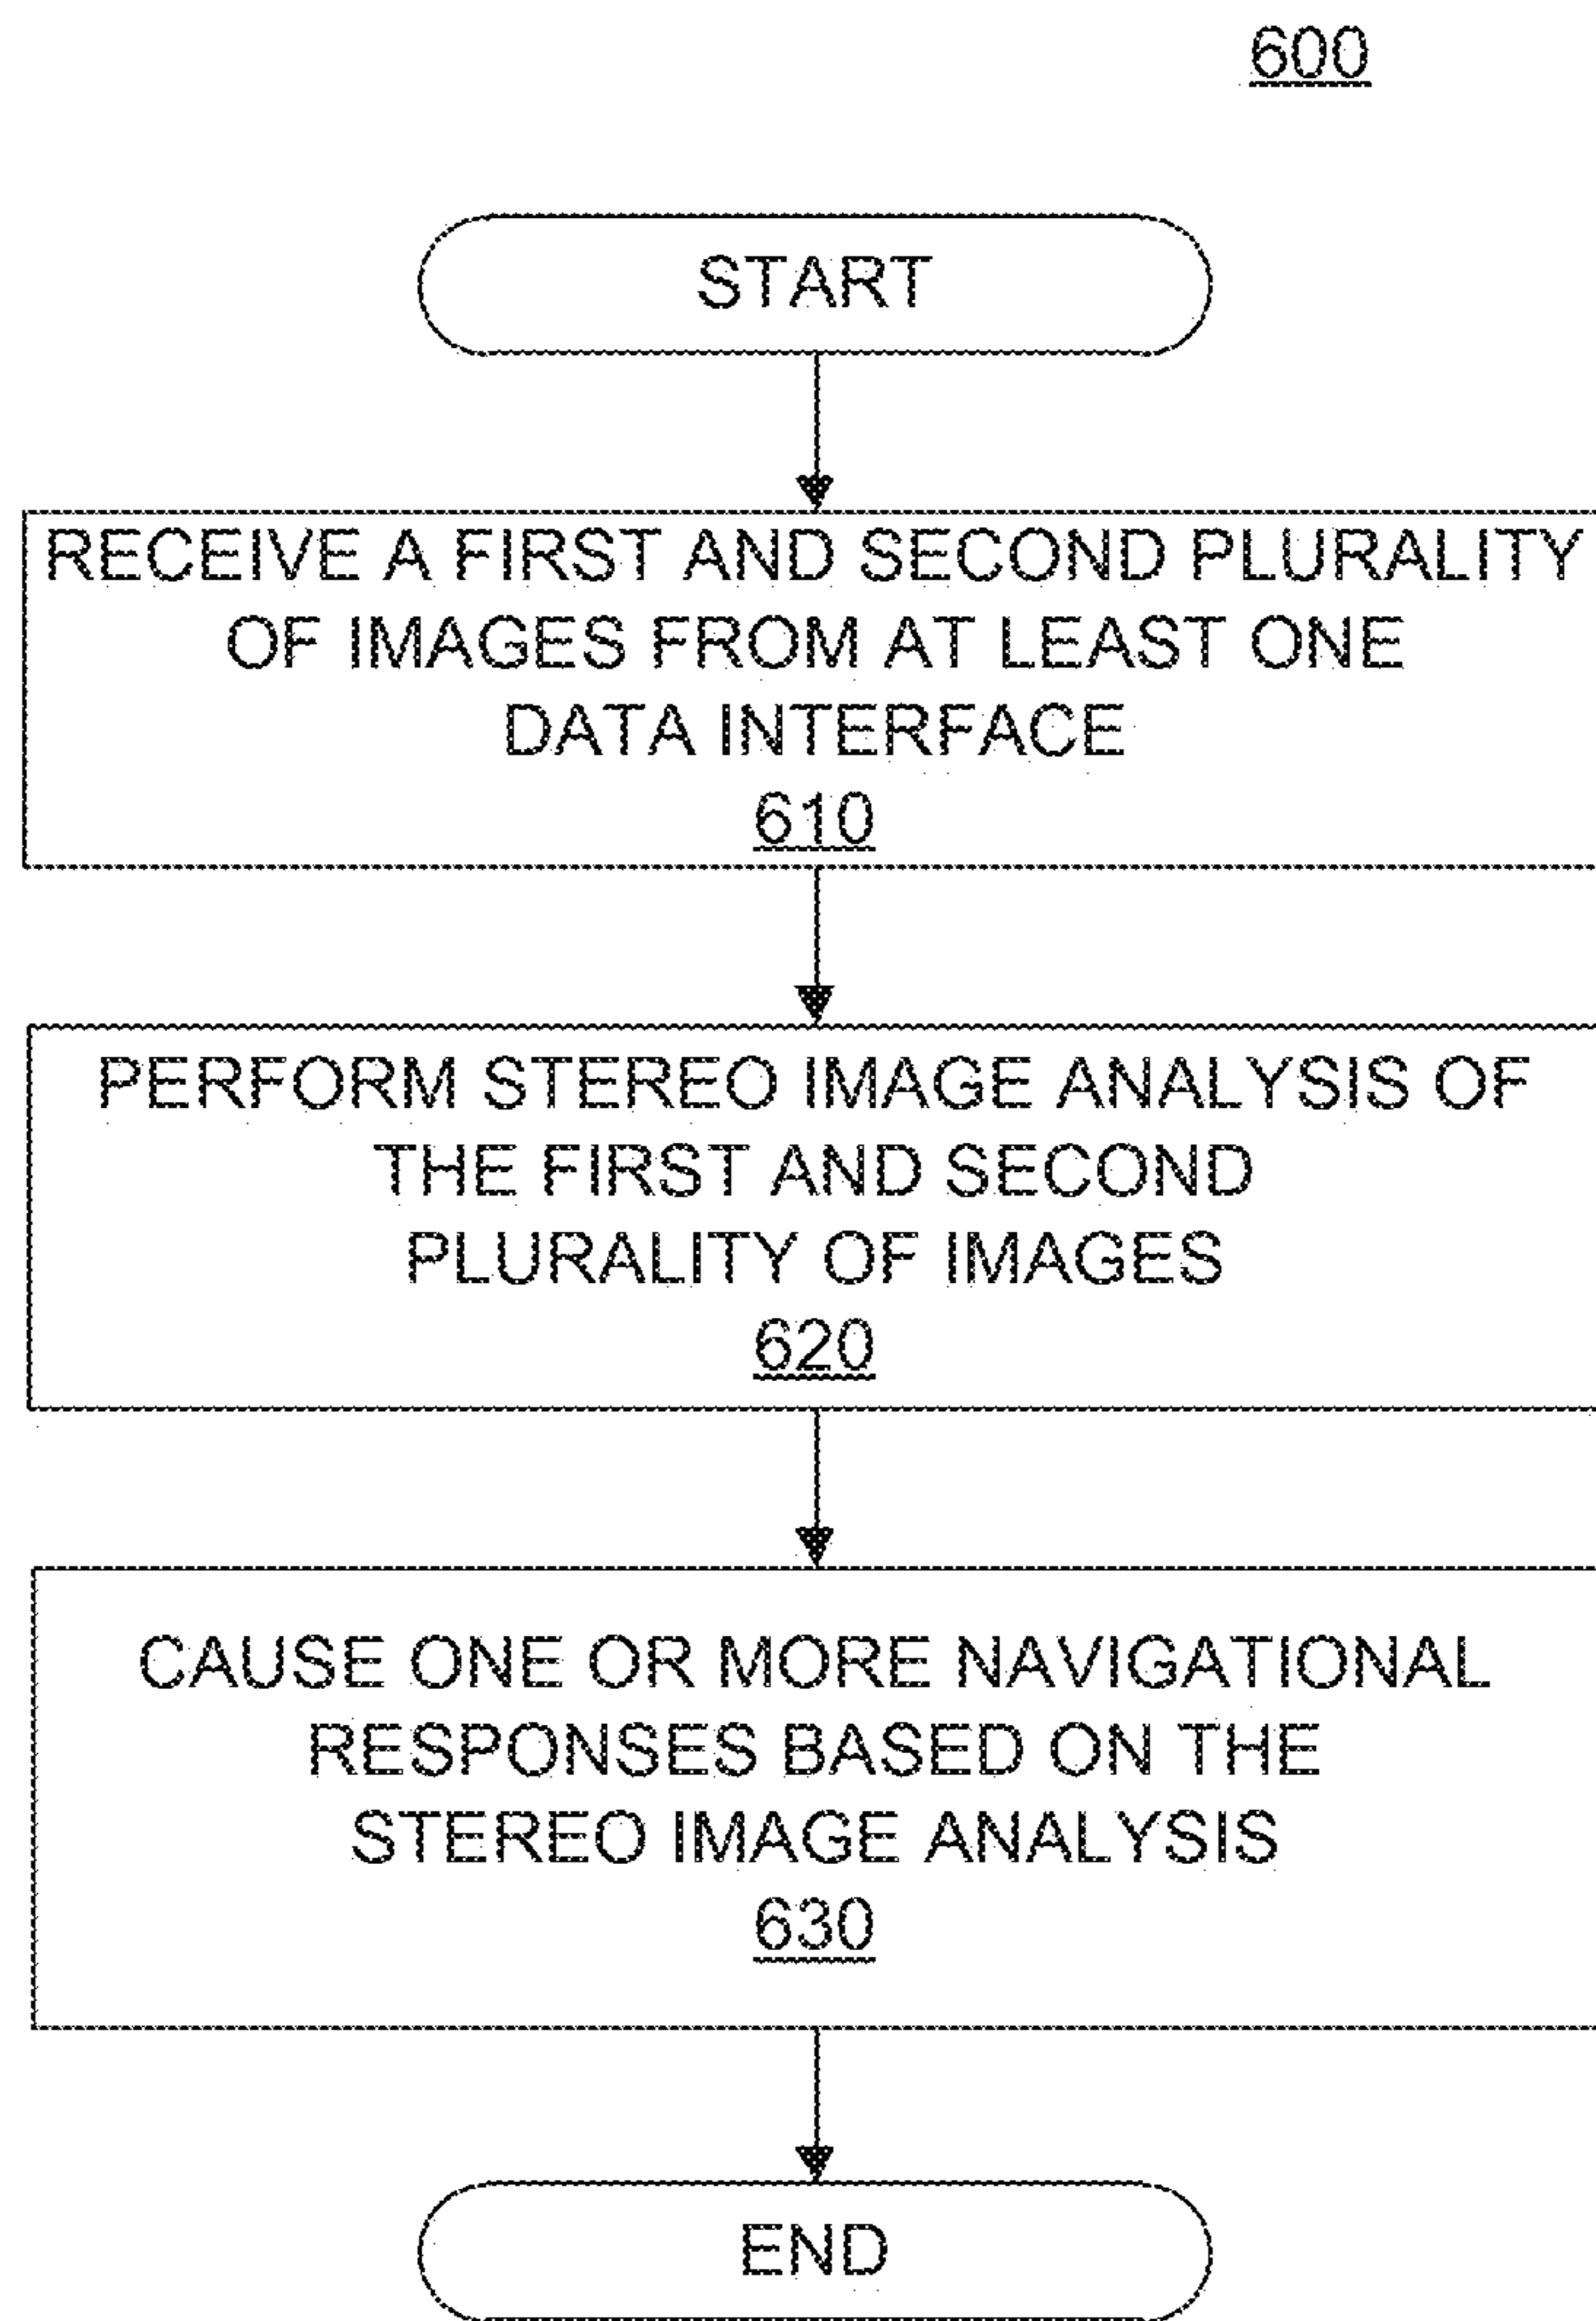 600
START
RECEIVE A FIRST AND SECOND PLURALITY
OF IMAGES FROM AT LEAST ONE
DATA INTERFACE
610
PERFORM STEREO IMAGE ANALYSIS OF
THE FIRST AND SECOND
PLURALITY OF IMAGES
620
CAUSE ONE OR MORE NAVIGATIONAL
RESPONSES BASED ON THE
STEREO IMAGE ANALYSIS
630
END